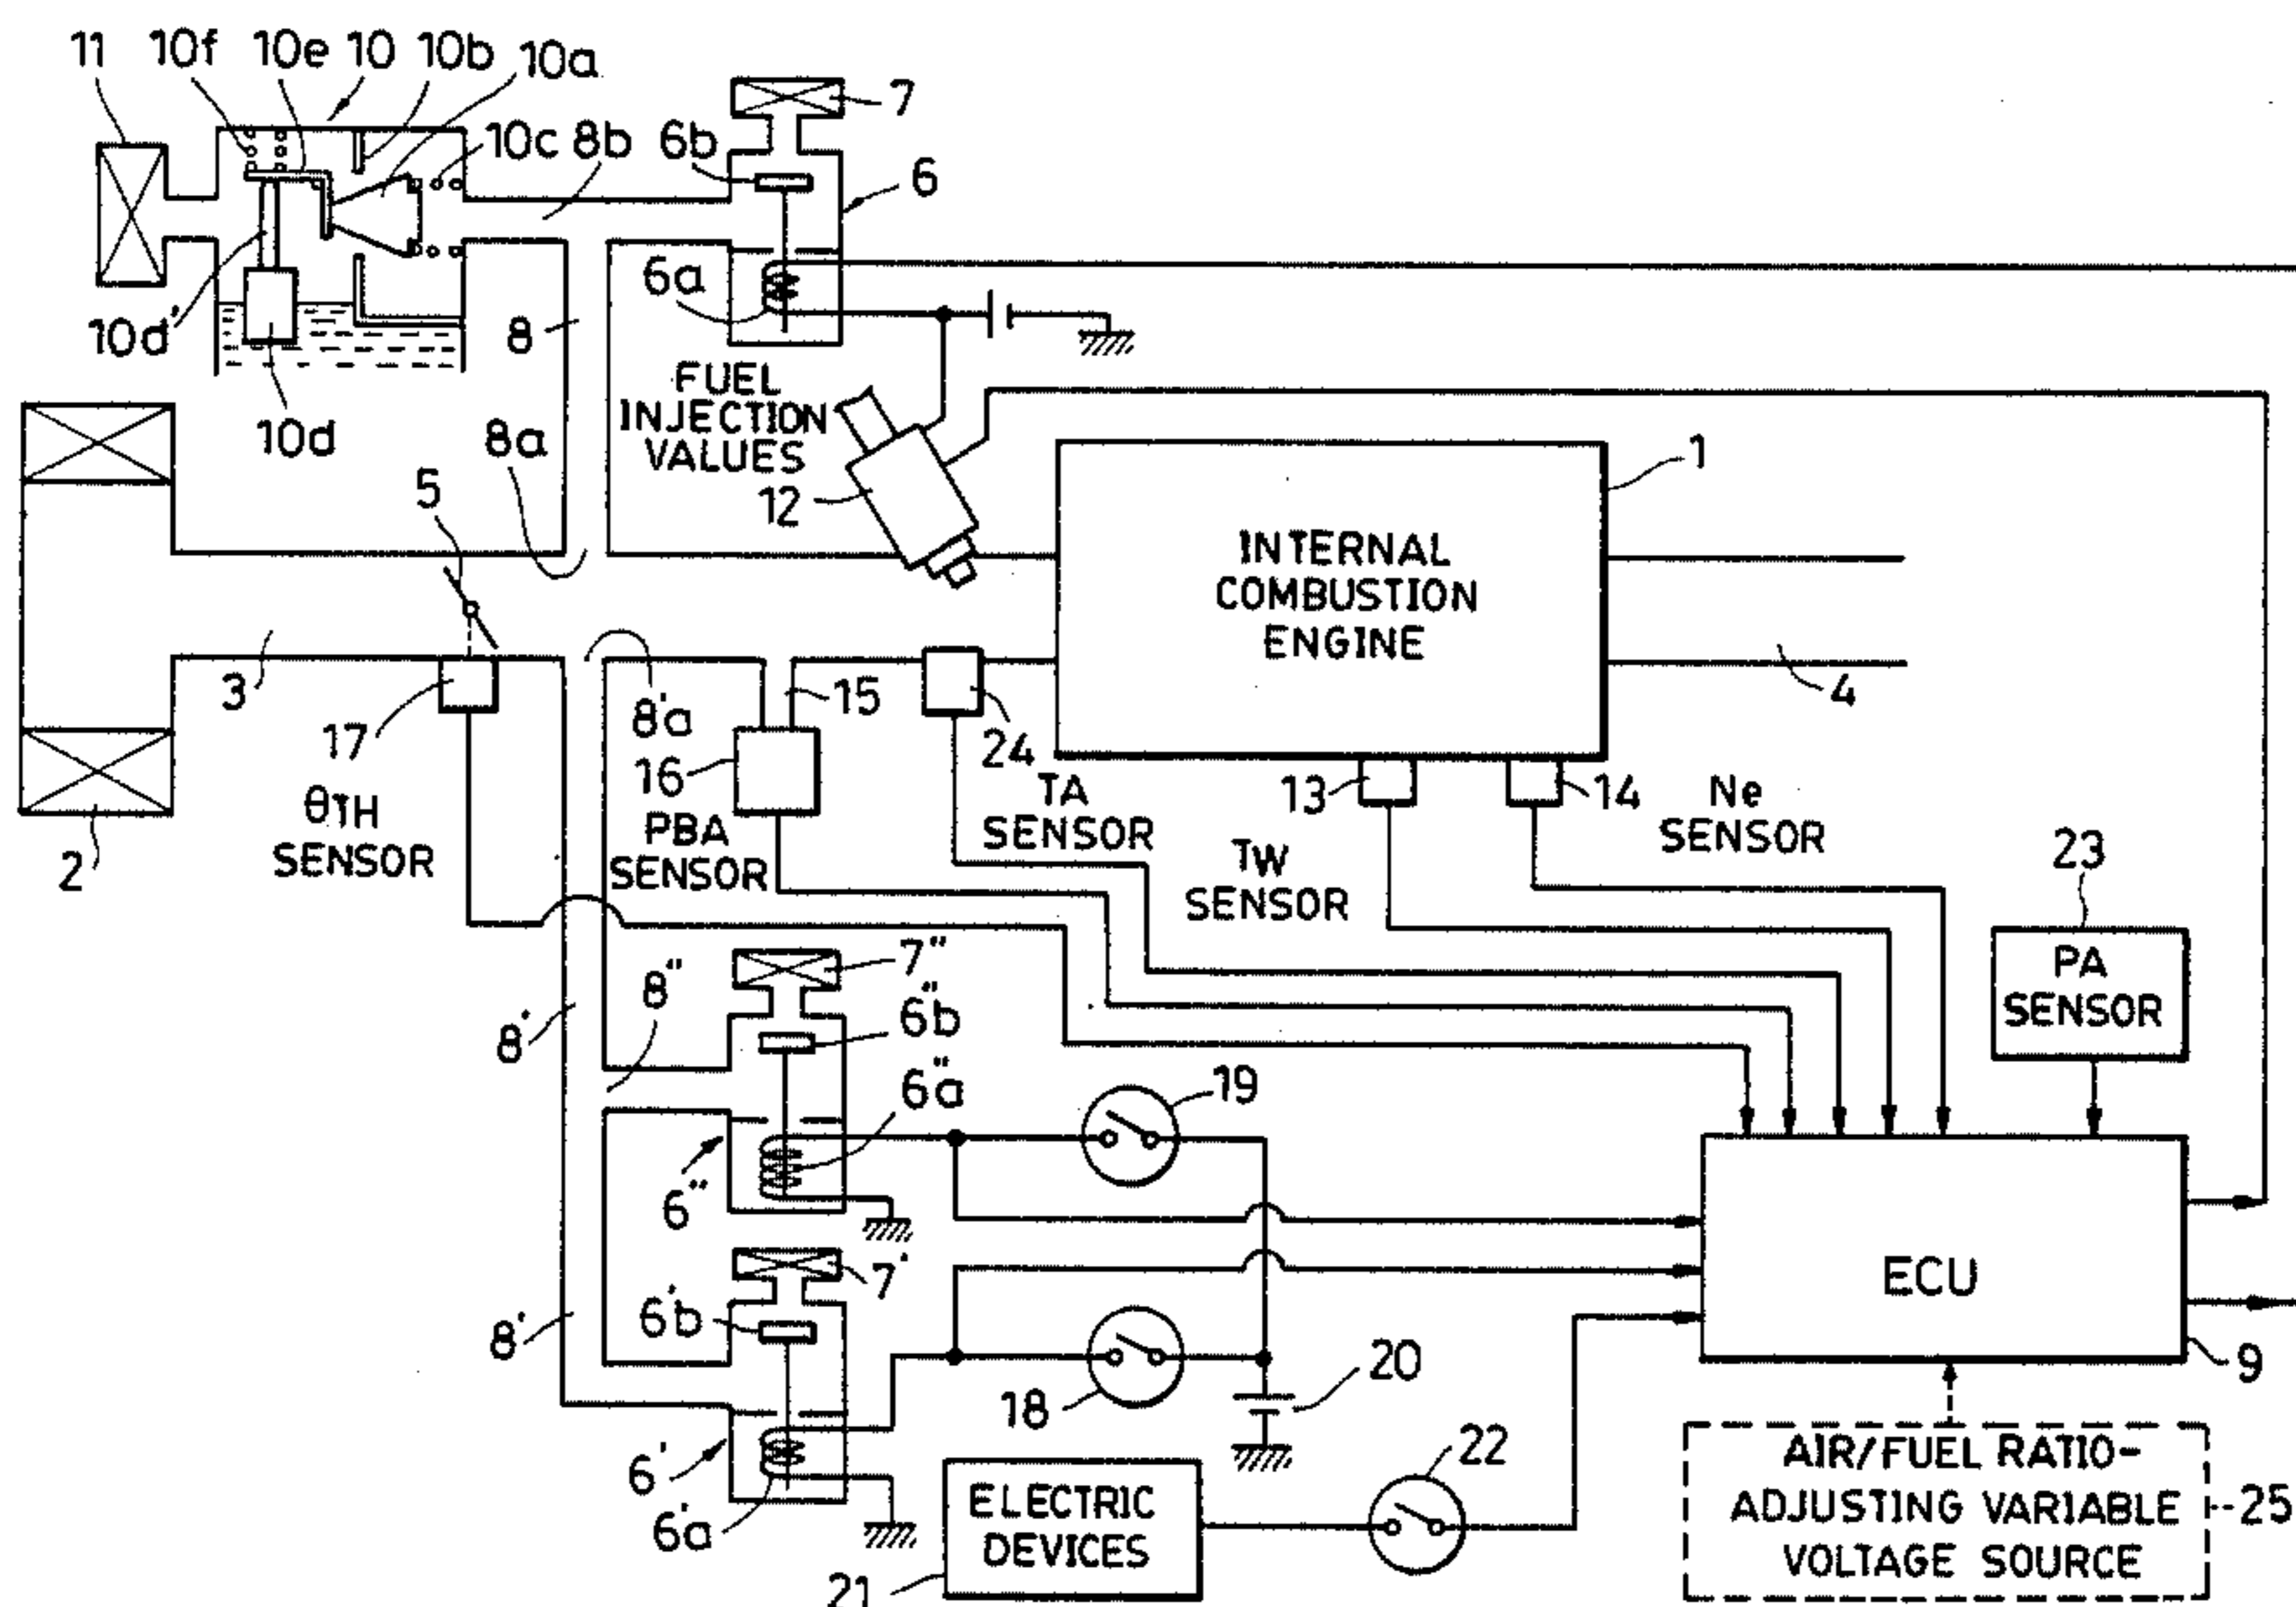 11
10f
10e
10
10b
10a
10c
8b
6b
7
6
6a
10d'
10d
8
FUEL
INJECTION
VALUES
12
8a
5
1
INTERNAL
COMBUSTION
ENGINE
3
17
8'a
15
16
24
4
13
14
2
θTH
SENSOR
PBA
SENSOR
TA
SENSOR
TW
SENSOR
Ne
SENSOR
23
PA
SENSOR
7"
8"
6"b
8'
6"a
19
6"
7'
6'b
8'
ECU
9
18
20
6'
6'a
22
ELECTRIC
DEVICES
21
AIR/FUEL RATIO-
ADJUSTING VARIABLE
VOLTAGE SOURCE
25